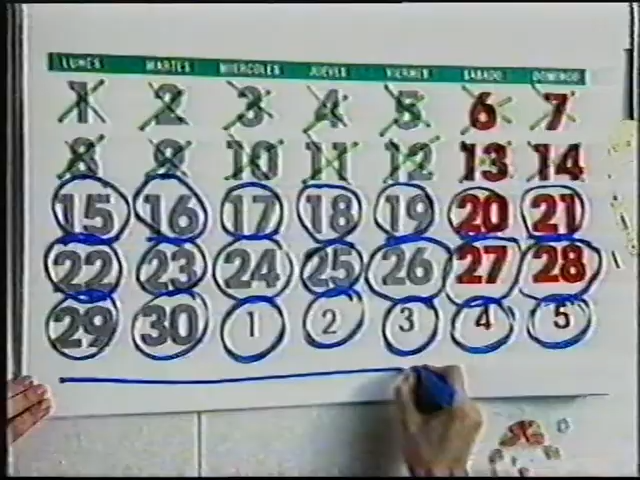 LUNES MARTES MIERCOLES JUEVES VIERNES SABADO DOMINGO
1 2 3 4 5 6 7
8 9 10 11 12 13 14
15 16 17 18 19 20 21
22 23 24 25 26 27 28
29 30 1 2 3 4 5